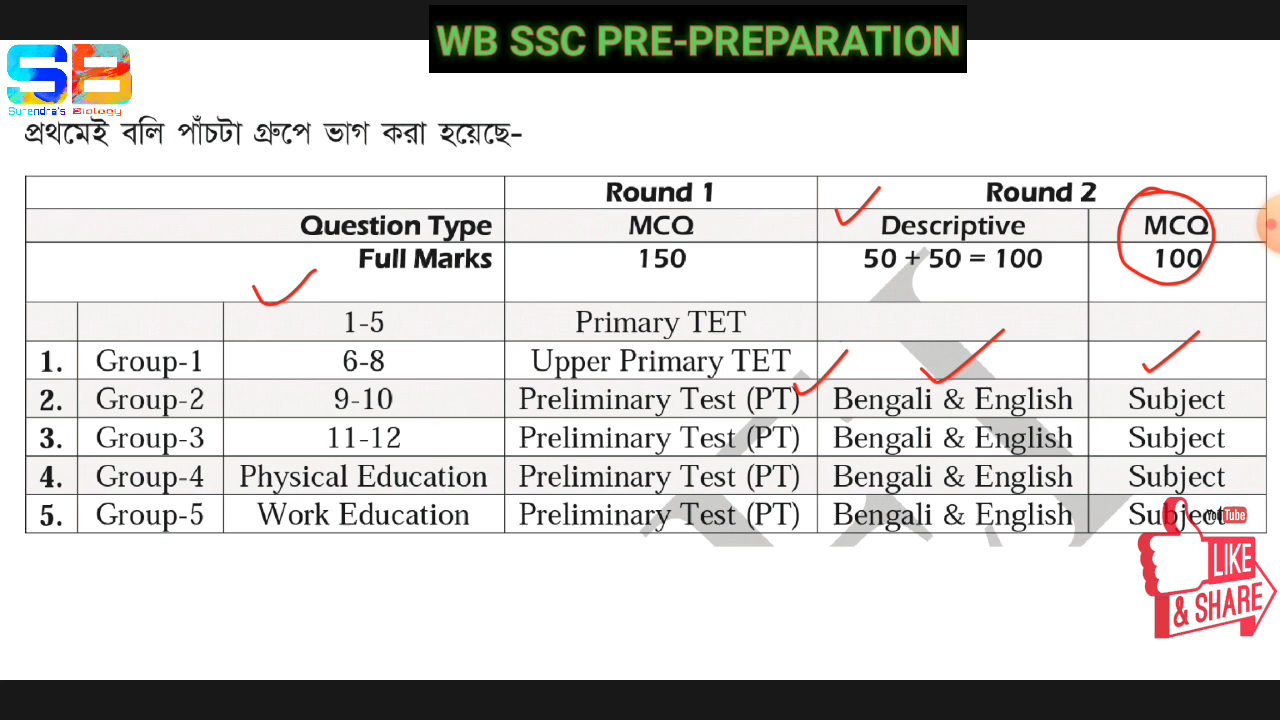 WB SSC PRE-PREPARATION
SB
Surendra's Biology
প্রথমেই বলি পাঁচটা গ্রুপে ভাগ করা হয়েছে-
Round 1 Round 2
Question Type MCQ Descriptive MCQ
Full Marks 150 50 + 50 = 100 100
1-5 Primary TET
1. Group-1 6-8 Upper Primary TET
2. Group-2 9-10 Preliminary Test (PT) Bengali & English Subject
3. Group-3 11-12 Preliminary Test (PT) Bengali & English Subject
4. Group-4 Physical Education Preliminary Test (PT) Bengali & English Subject
5. Group-5 Work Education Preliminary Test (PT) Bengali & English Subject
YouTube
LIKE
& SHARE